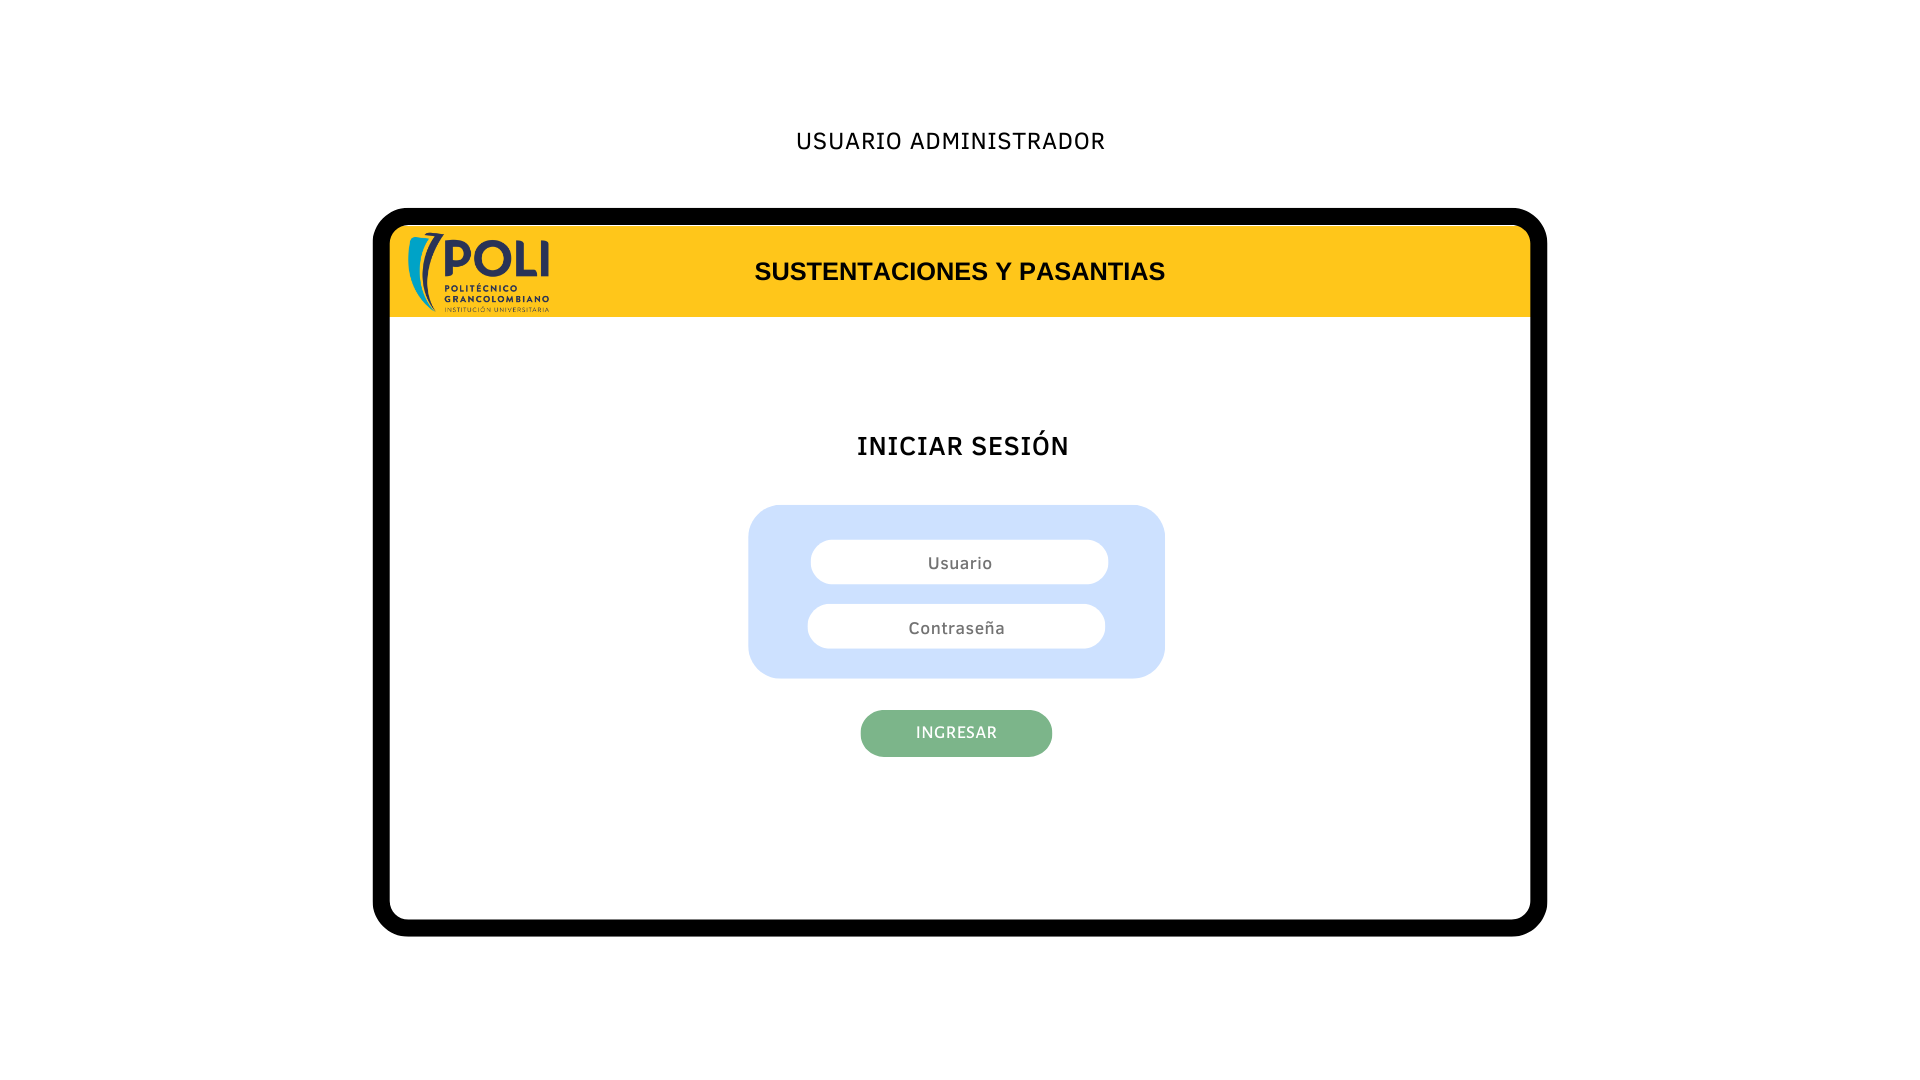 USUARIO ADMINISTRADOR
POLI
POLITÉCNICO
GRANCOLOMBIANO
INSTITUCIÓN UNIVERSITARIA
SUSTENTACIONES Y PASANTIAS
INICIAR SESIÓN
Usuario
Contraseña
INGRESAR